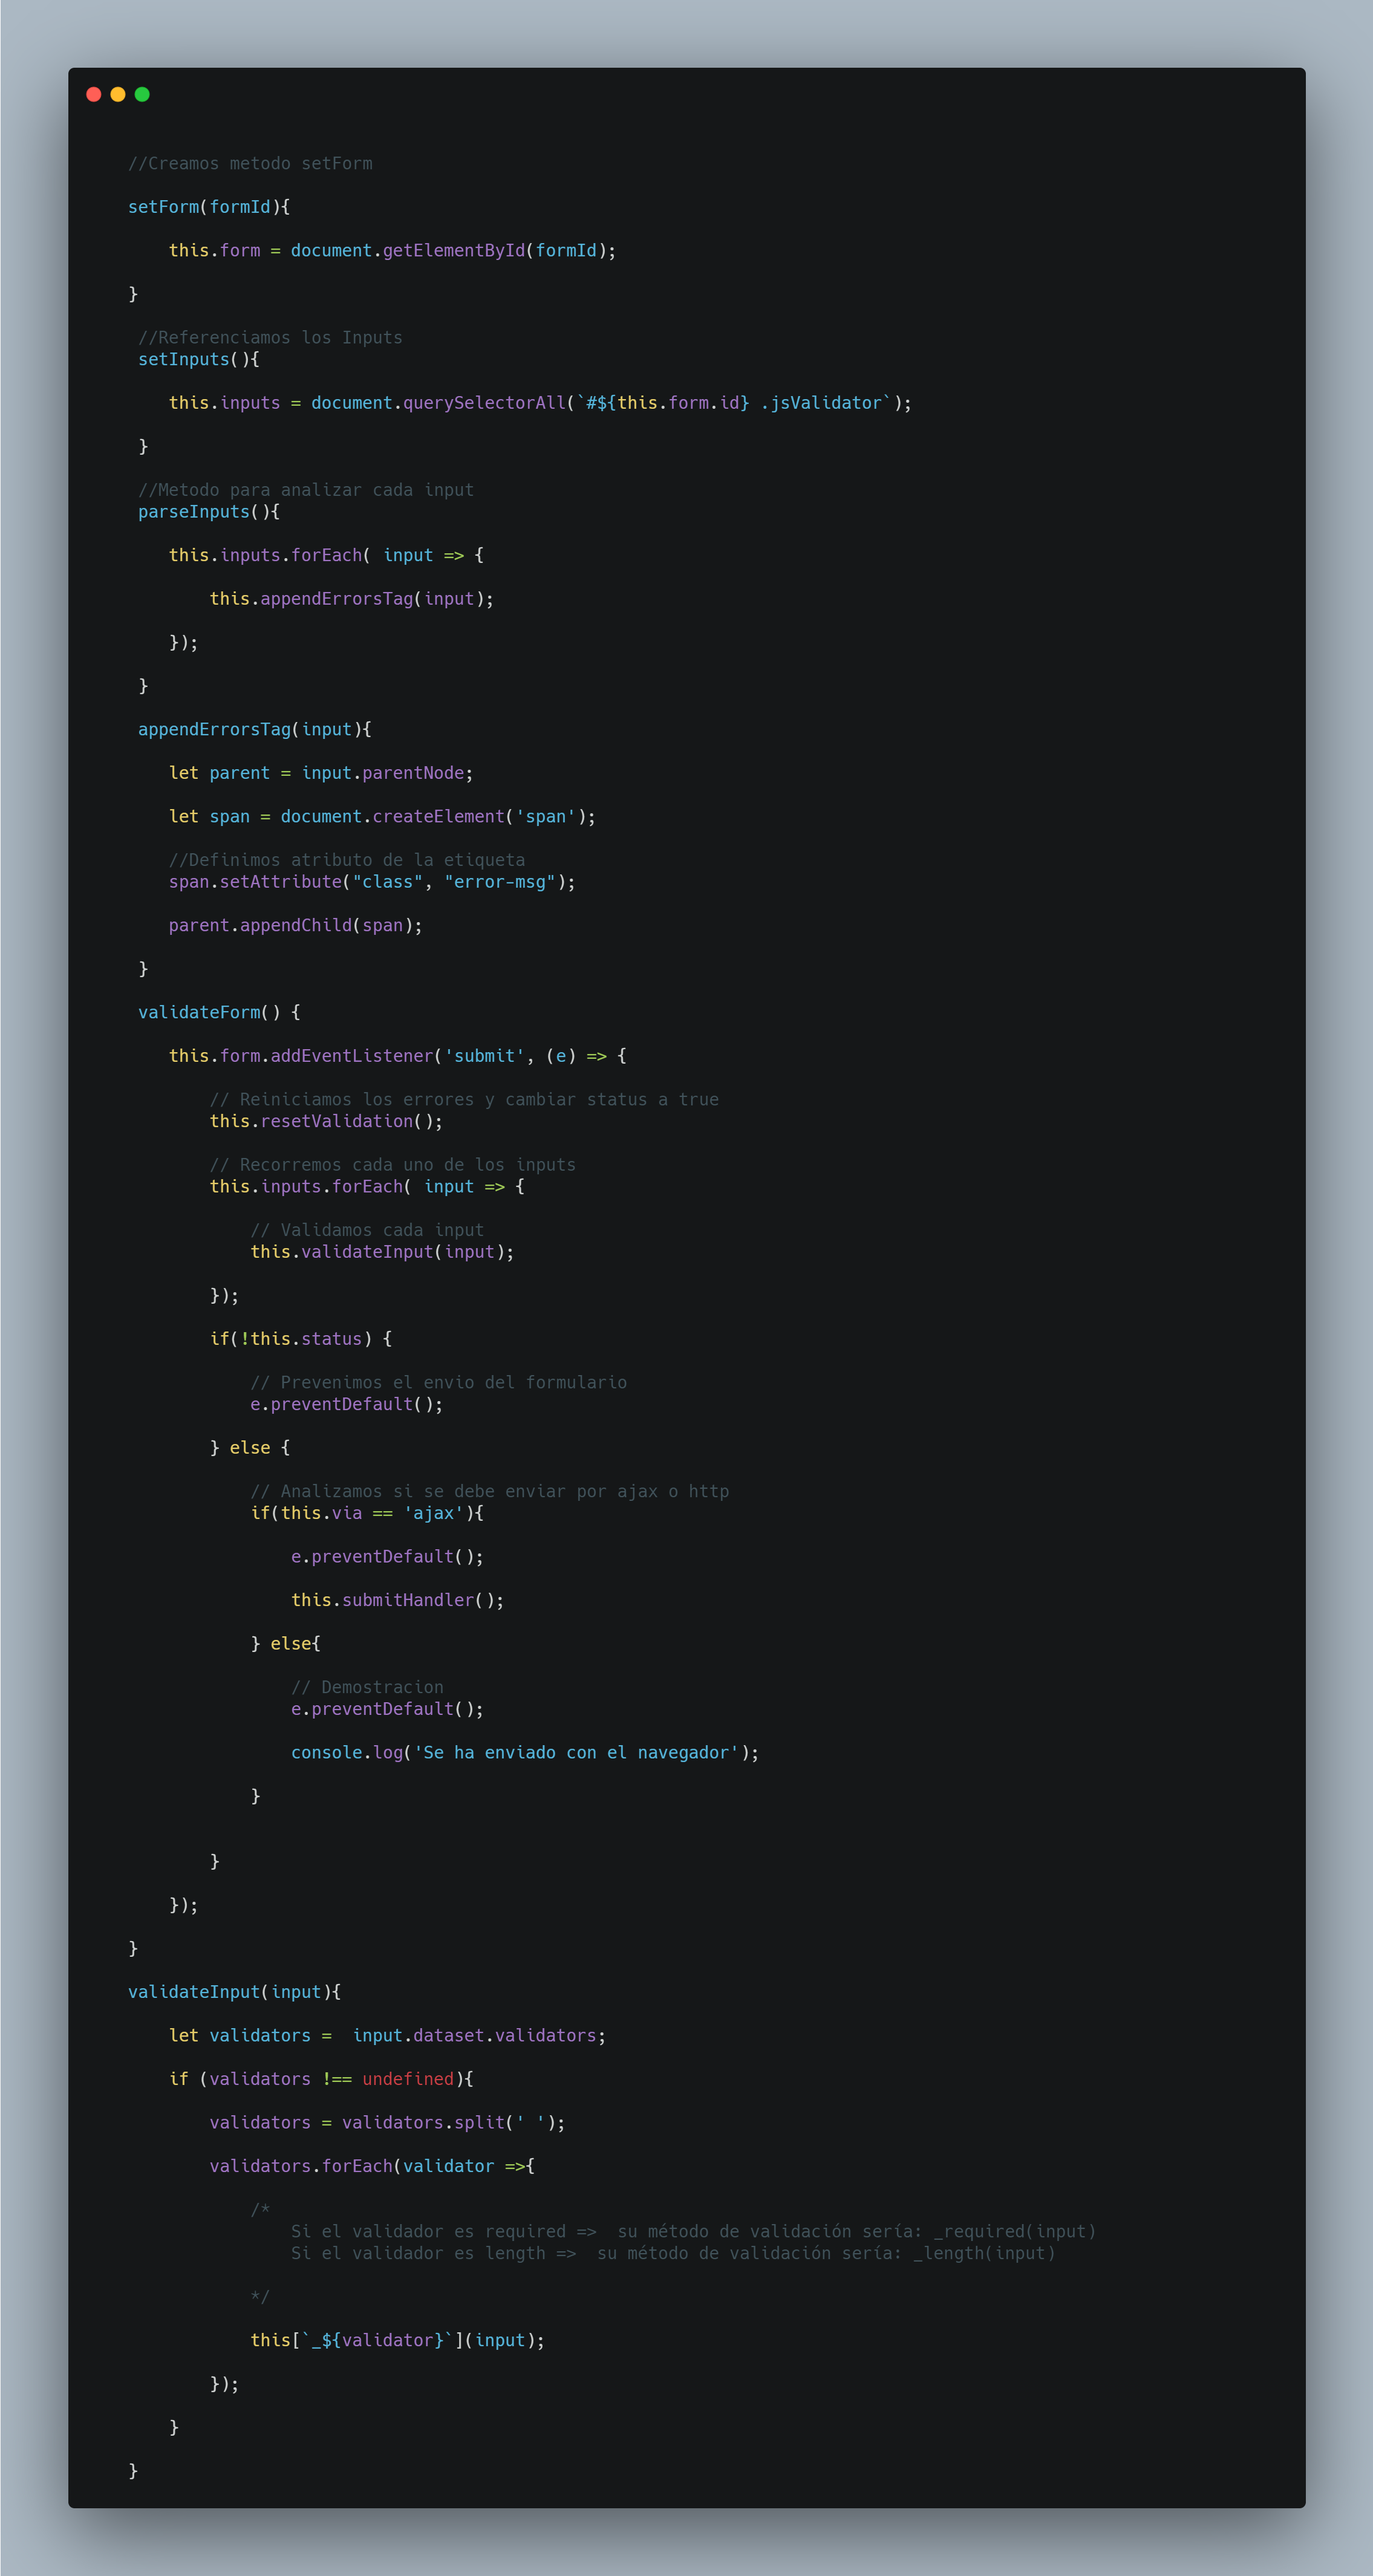 //Creamos metodo setForm
setForm(formId){
this.form = document.getElementById(formId);
}
//Referenciamos los Inputs
setInputs(){
this.inputs = document.querySelectorAll(`#${this.form.id} .jsValidator`);
}
//Metodo para analizar cada input
parseInputs(){
this.inputs.forEach( input => {
this.appendErrorsTag(input);
});
}
appendErrorsTag(input){
let parent = input.parentNode;
let span = document.createElement('span');
//Definimos atributo de la etiqueta
span.setAttribute("class", "error-msg");
parent.appendChild(span);
}
validateForm() {
this.form.addEventListener('submit', (e) => {
// Reiniciamos los errores y cambiar status a true
this.resetValidation();
// Recorremos cada uno de los inputs
this.inputs.forEach( input => {
// Validamos cada input
this.validateInput(input);
});
if(!this.status) {
// Prevenimos el envio del formulario
e.preventDefault();
} else {
// Analizamos si se debe enviar por ajax o http
if(this.via == 'ajax'){
e.preventDefault();
this.submitHandler();
} else{
// Demostracion
e.preventDefault();
console.log('Se ha enviado con el navegador');
}
}
});
}
validateInput(input){
let validators =  input.dataset.validators;
if (validators !== undefined){
validators = validators.split(' ');
validators.forEach(validator =>{
/*
Si el validador es required =>  su método de validación sería: _required(input)
Si el validador es length =>  su método de validación sería: _length(input)
*/
this[`_${validator}`](input);
});
}
}